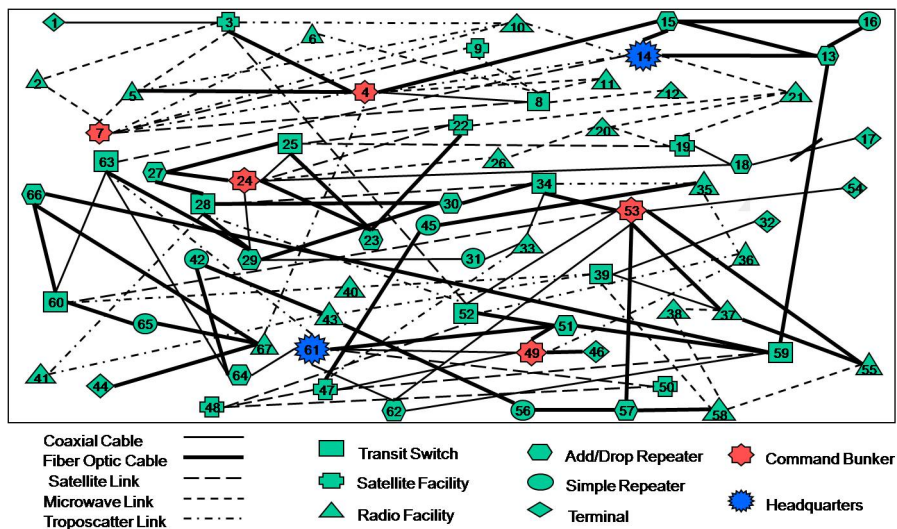 1 3 6 10 15 16
9 14 13
2 5 4 11 12 21
8
7 22 20 17
63 25 26 19 18
27 24 34 35 54
66 28 30 45 53 32
23 33 36
42 29 31 39
60 40 52 38 37
65 43 51
67 61 49 46 59
41 44 64 47 50 55
48 62 56 57 58
Coaxial Cable
Fiber Optic Cable
Satellite Link
Microwave Link
Troposcatter Link
Transit Switch
Satellite Facility
Radio Facility
Add/Drop Repeater
Simple Repeater
Terminal
Command Bunker
Headquarters